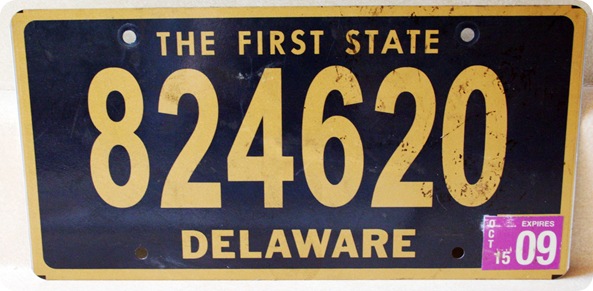 THE FIRST STATE
824620
DELAWARE
OCT EXPIRES
15 09